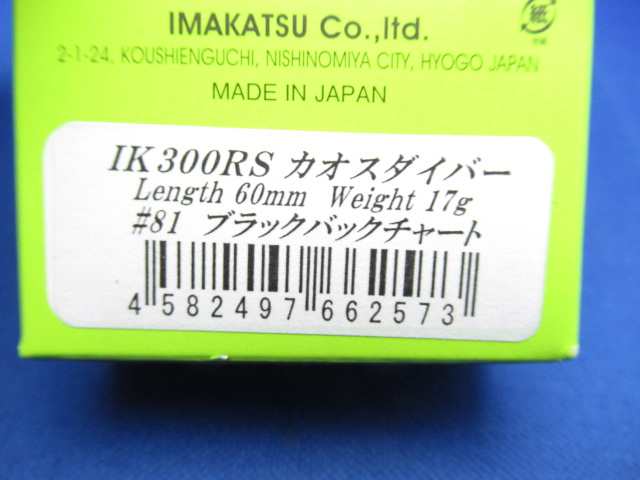 IMAKATSU Co.,ltd.
2-1-24, KOUSHIENGUCHI, NISHINOMIYA CITY, HYOGO JAPAN
MADE IN JAPAN
紙
IK300RS カオスダイバー
Length 60mm Weight 17g
#81 ブラックバックチャート
4 582497 662573